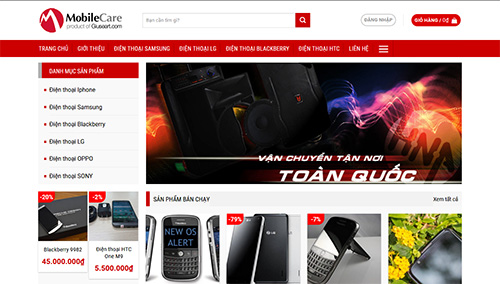 MobileCare
product of Giuseart.com
Bạn cần tìm gì?
ĐĂNG NHẬP
GIỎ HÀNG / 0₫
TRANG CHỦ
GIỚI THIỆU
ĐIỆN THOẠI SAMSUNG
ĐIỆN THOẠI LG
ĐIỆN THOẠI BLACKBERRY
ĐIỆN THOẠI HTC
LIÊN HỆ
DANH MỤC SẢN PHẨM
Điện thoại Iphone
Điện thoại Samsung
Điện thoại Blackberry
Điện thoại LG
Điện thoại OPPO
Điện thoại SONY
VẬN CHUYỂN TẬN NƠI
TOÀN QUỐC
-20%
Blackberry 9982
45.000.000₫
-2%
Điện thoại HTC
One M9
5.500.000₫
SẢN PHẨM BÁN CHẠY
Xem tất cả
NEW OS
ALERT
-79%
LG
-7%